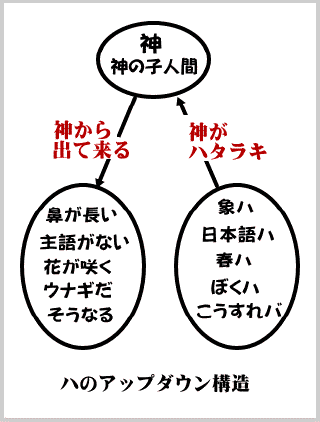 神
神の子人間
神から
出て来る
神が
ハタラキ
鼻が長い
主語がない
花が咲く
ウナギだ
そうなる
象ハ
日本語ハ
春ハ
ぼくハ
こうすれバ
ハのアップダウン構造